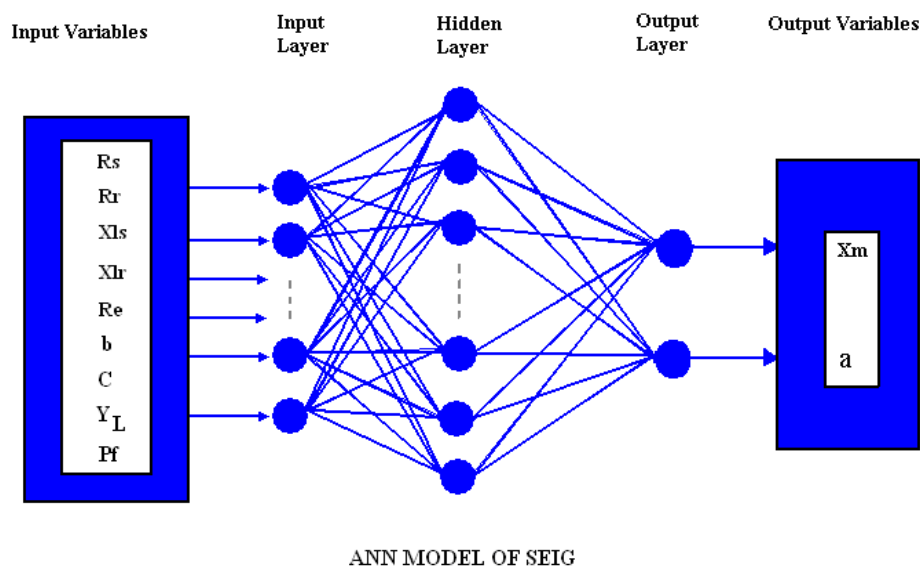 Input Variables
Input Layer
Hidden Layer
Output Layer
Output Variables
Rs
Rr
Xls
Xlr
Re
b
C
YL
Pf
Xm
a
ANN MODEL OF SEIG